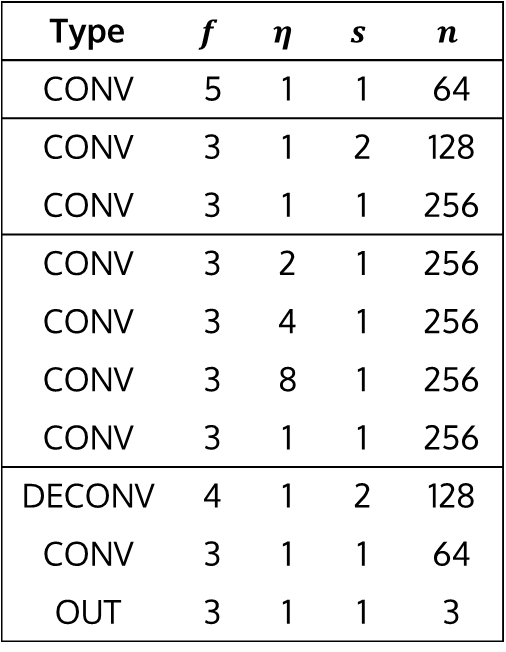 Type f η s n
CONV 5 1 1 64
CONV 3 1 2 128
CONV 3 1 1 256
CONV 3 2 1 256
CONV 3 4 1 256
CONV 3 8 1 256
CONV 3 1 1 256
DECONV 4 1 2 128
CONV 3 1 1 64
OUT 3 1 1 3